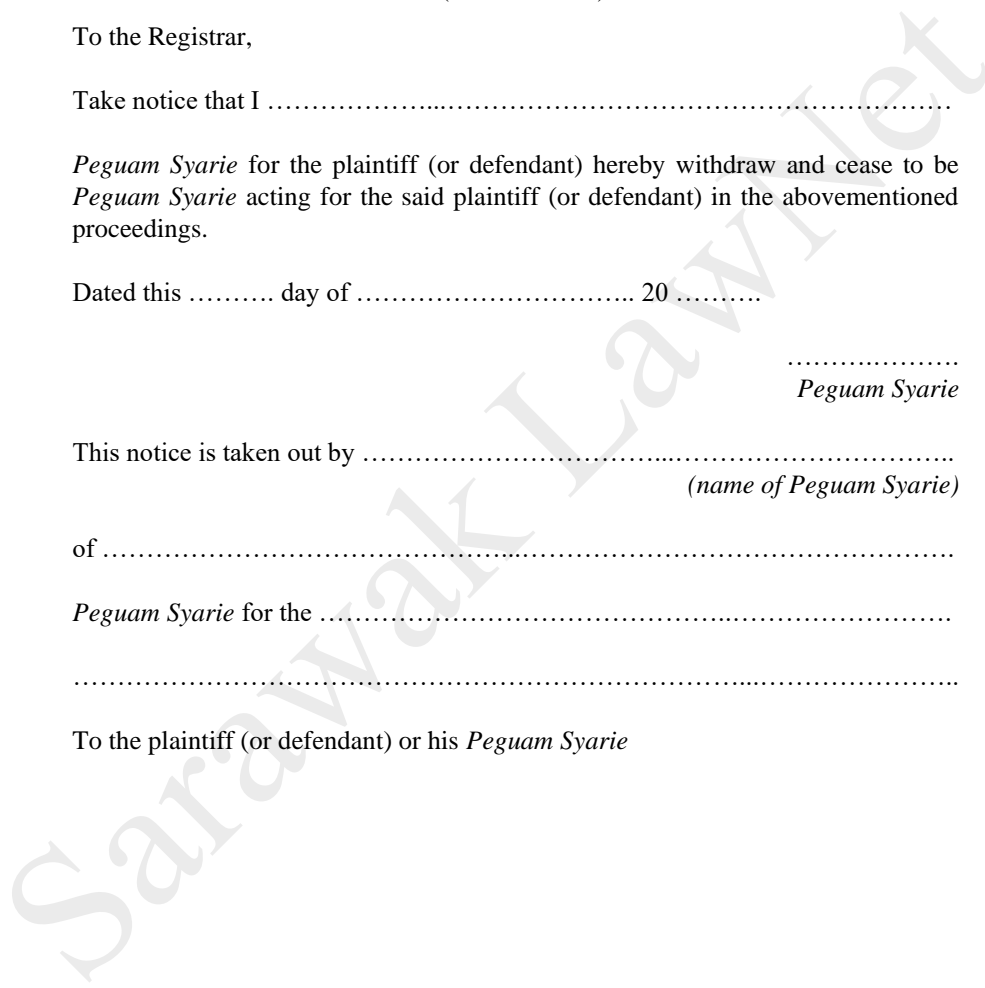 To the Registrar,
Take notice that I ………………...……………………………………………………
Peguam Syarie for the plaintiff (or defendant) hereby withdraw and cease to be
Peguam Syarie acting for the said plaintiff (or defendant) in the abovementioned
proceedings.
Dated this ………. day of ………………………….. 20 ……….
……….……….
Peguam Syarie
This notice is taken out by ……………………………...…………………………..
(name of Peguam Syarie)
of ………………………………………...……………………………………….
Peguam Syarie for the ………………………………………..…………………….
…………………………………………………………………...…………………..
To the plaintiff (or defendant) or his Peguam Syarie
Sarawak LawNet